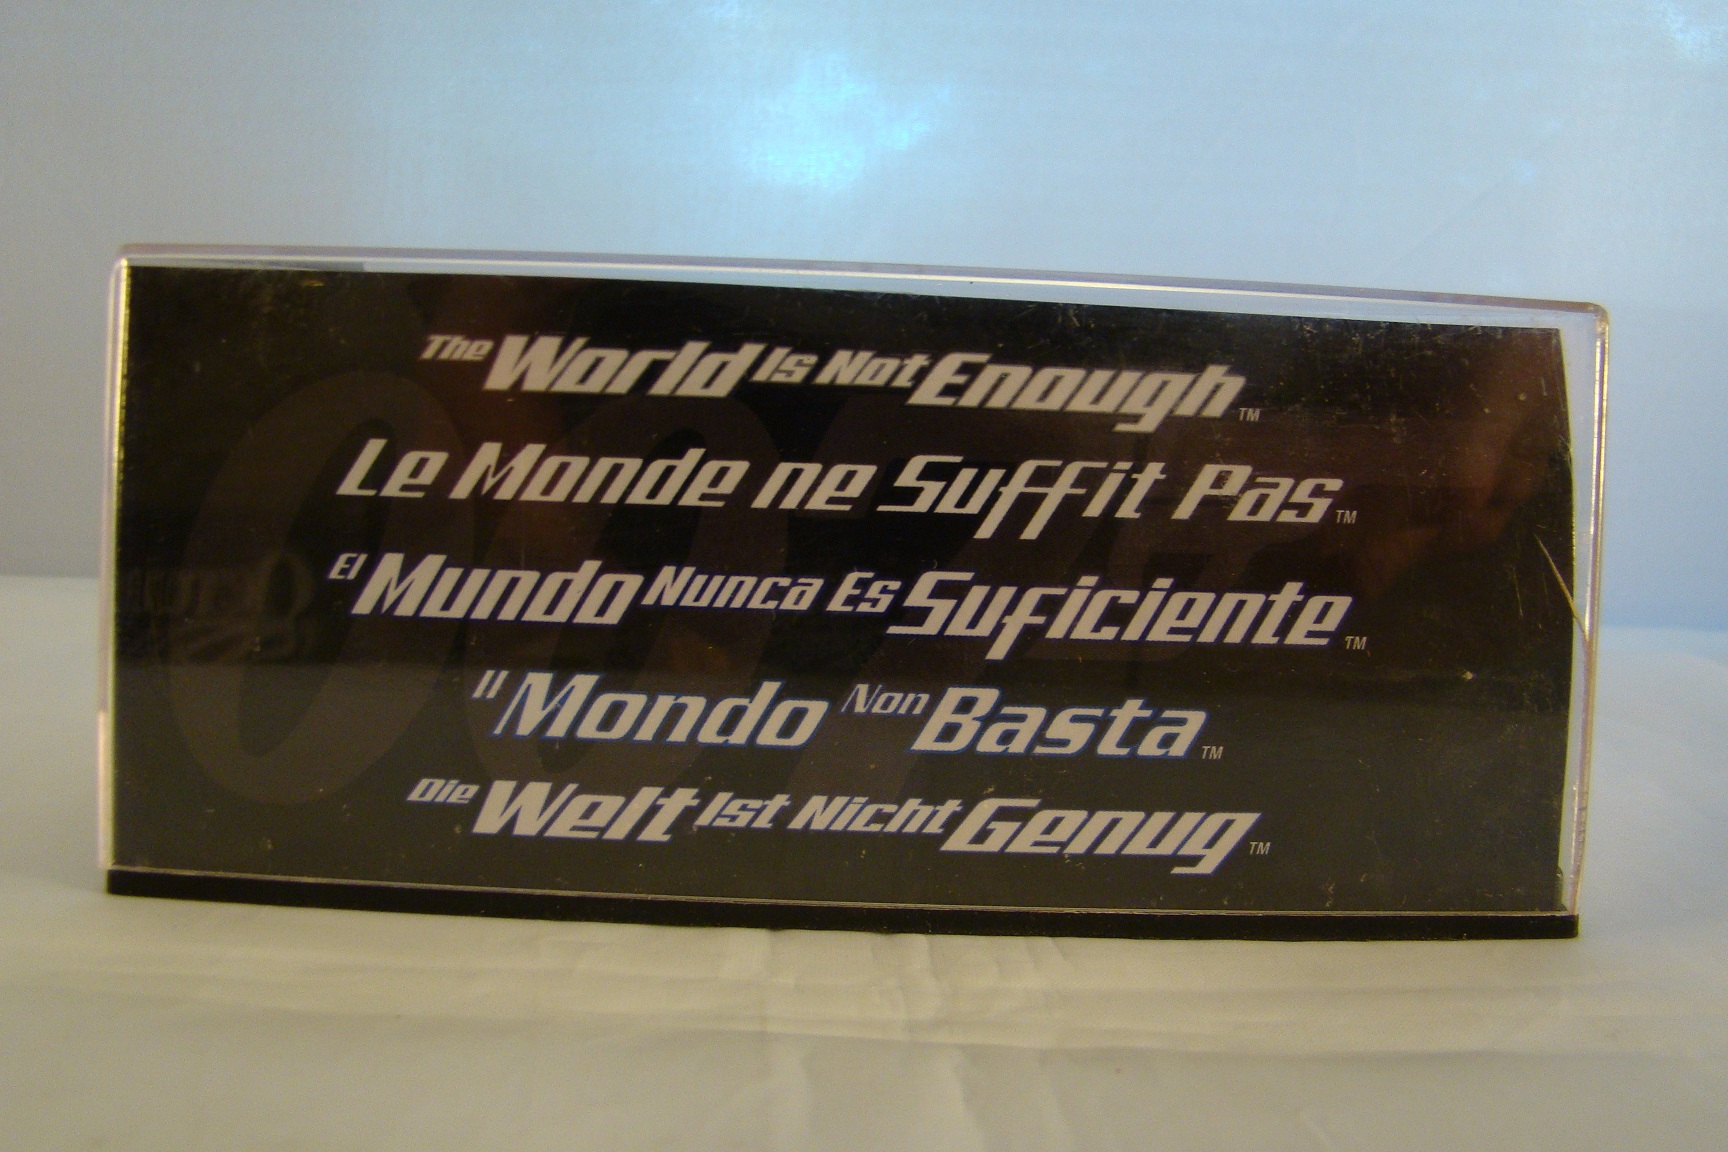 The World Is Not Enough™
Le Monde ne Suffit Pas™
El Mundo Nunca Es Suficiente™
Il Mondo Non Basta™
Die Welt Ist Nicht Genug™
007